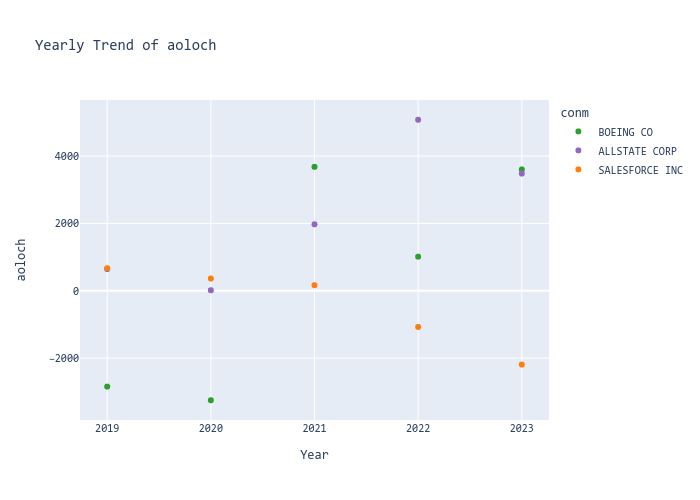 Yearly Trend of aoloch
conm
BOEING CO
ALLSTATE CORP
SALESFORCE INC
aoloch
4000
2000
0
−2000
2019
2020
2021
2022
2023
Year